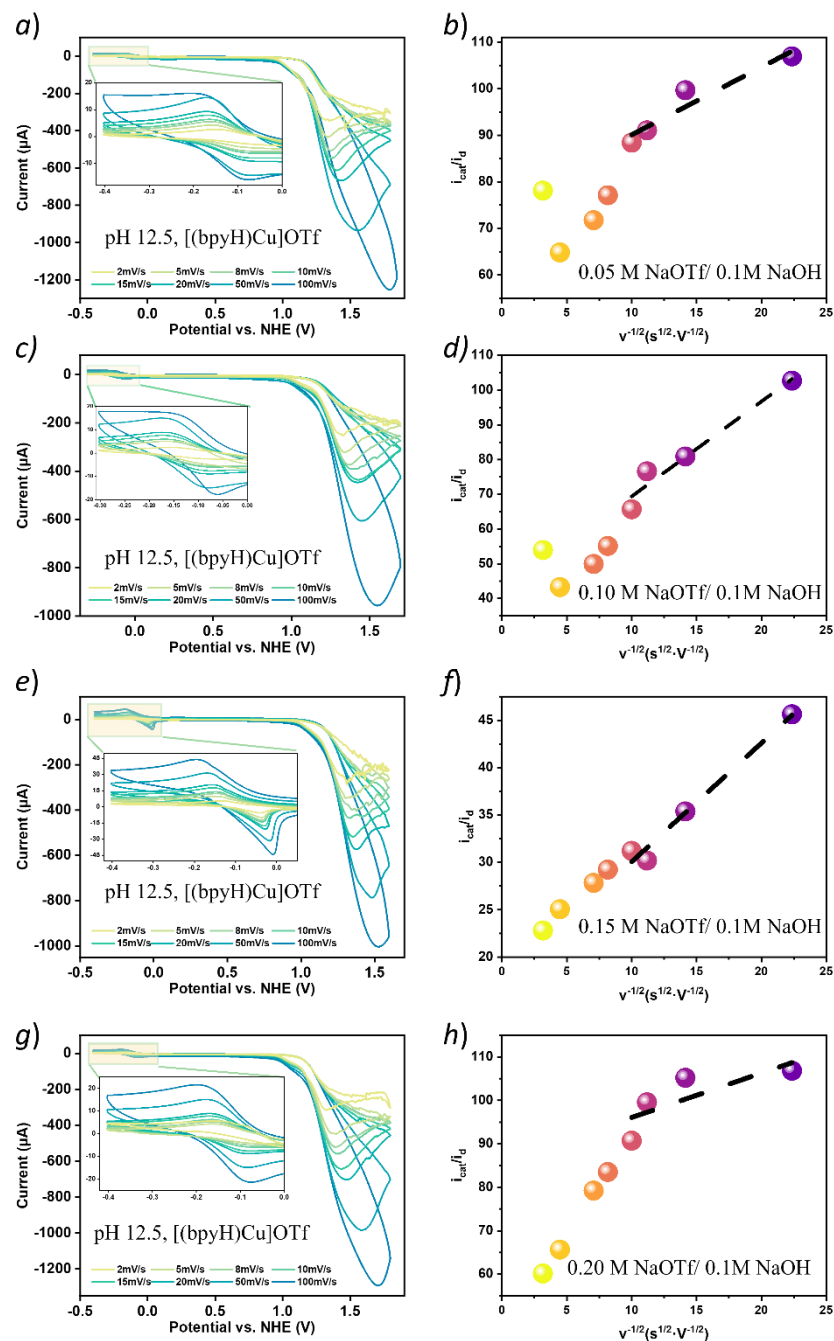 a)
0
-200
-400
-600
-800
-1000
-1200
Current (µA)
20
10
0
-10
-0.4 -0.3 -0.2 -0.1 0.0
pH 12.5, [(bpyH)Cu]OTf
2mV/s 5mV/s 8mV/s 10mV/s
15mV/s 20mV/s 50mV/s 100mV/s
0.0 0.5 1.0 1.5
Potential vs. NHE (V)
b)
110
100
90
80
70
60
i_cat/i_d
0.05 M NaOTf/ 0.1M NaOH
0 5 10 15 20 25
v^-1/2(s^1/2·V^-1/2)
c)
0
-200
-400
-600
-800
-1000
Current (µA)
20
10
0
-10
-20
-0.30 -0.25 -0.20 -0.15 -0.10 -0.05 0.00
pH 12.5, [(bpyH)Cu]OTf
2mV/s 5mV/s 8mV/s 10mV/s
15mV/s 20mV/s 50mV/s 100mV/s
0.0 0.5 1.0 1.5
Potential vs. NHE (V)
d)
110
100
90
80
70
60
50
40
i_cat/i_d
0.10 M NaOTf/ 0.1M NaOH
0 5 10 15 20 25
v^-1/2(s^1/2·V^-1/2)
e)
0
-200
-400
-600
-800
-1000
Current (µA)
45
30
15
0
-15
-30
-45
-0.4 -0.3 -0.2 -0.1 0.0
pH 12.5, [(bpyH)Cu]OTf
2mV/s 5mV/s 8mV/s 10mV/s
15mV/s 20mV/s 50mV/s 100mV/s
-0.5 0.0 0.5 1.0 1.5
Potential vs. NHE (V)
f)
45
40
35
30
25
20
i_cat/i_d
0.15 M NaOTf/ 0.1M NaOH
0 5 10 15 20 25
v^-1/2(s^1/2·V^-1/2)
g)
0
-200
-400
-600
-800
-1000
-1200
Current (µA)
20
10
0
-10
-20
-0.4 -0.3 -0.2 -0.1 0.0
pH 12.5, [(bpyH)Cu]OTf
2mV/s 5mV/s 8mV/s 10mV/s
15mV/s 20mV/s 50mV/s 100mV/s
-0.5 0.0 0.5 1.0 1.5
Potential vs. NHE (V)
h)
110
100
90
80
70
60
i_cat/i_d
0.20 M NaOTf/ 0.1M NaOH
0 5 10 15 20 25
v^-1/2(s^1/2·V^-1/2)